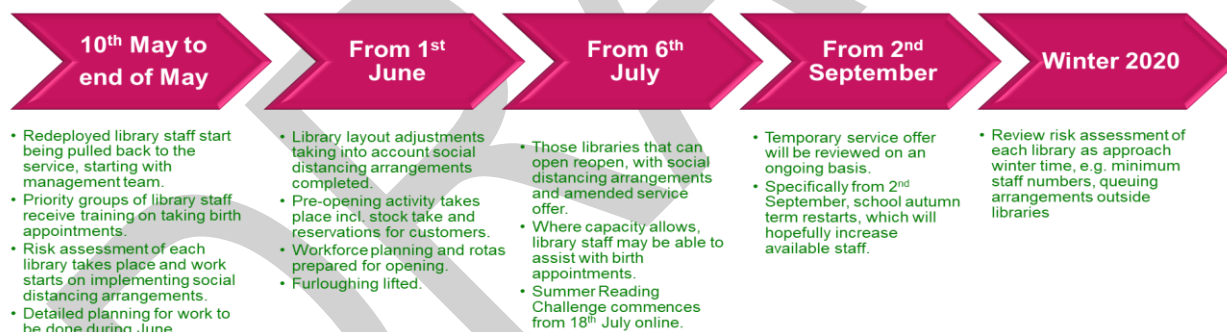 10th May to
end of May
From 1st
June
From 6th
July
From 2nd
September
Winter 2020
• Redeployed library staff start
being pulled back to the
service, starting with
management team.
• Priority groups of library staff
receive training on taking birth
appointments.
• Risk assessment of each
library takes place and work
starts on implementing social
distancing arrangements.
• Detailed planning for work to
be done during June
• Library layout adjustments
taking into account social
distancing arrangements
completed.
• Pre-opening activity takes
place incl. stock take and
reservations for customers.
• Workforce planning and rotas
prepared for opening.
• Furloughing lifted.
• Those libraries that can
open reopen, with social
distancing arrangements
and amended service
offer.
• Where capacity allows,
library staff may be able to
assist with birth
appointments.
• Summer Reading
Challenge commences
from 18th July online.
• Temporary service offer
will be reviewed on an
ongoing basis.
• Specifically from 2nd
September, school autumn
term restarts, which will
hopefully increase
available staff.
• Review risk assessment of
each library as approach
winter time, e.g. minimum
staff numbers, queuing
arrangements outside
libraries